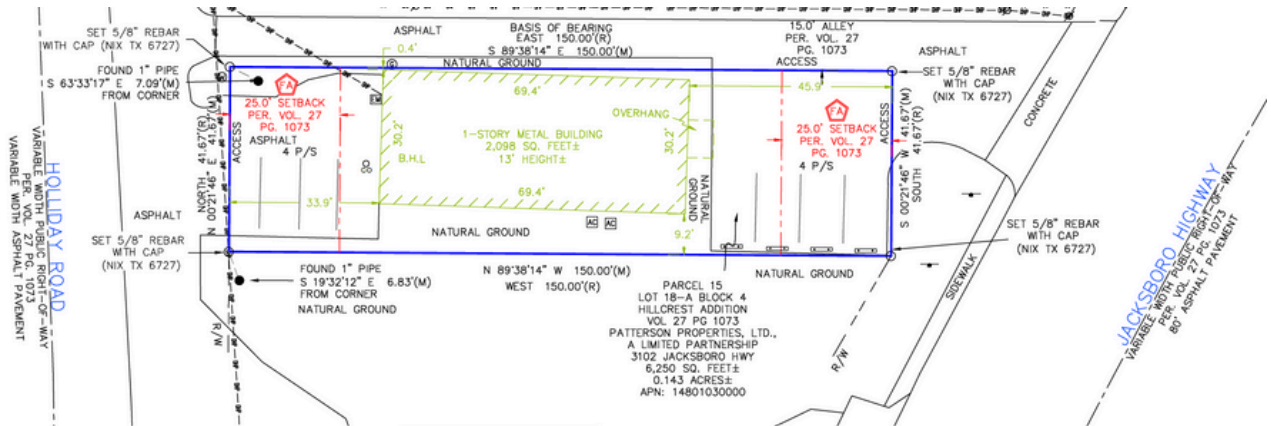 SET 5/8" REBAR
WITH CAP
(NIX TX 6727)
FOUND 1" PIPE
S 63°33'17" E 7.09'(M)
FROM CORNER
ASPHALT
BASIS OF BEARING
EAST 150.00'(R)
S 89°38'14" E 150.00'(M)
NATURAL GROUND
15.0' ALLEY
PER. VOL. 27
PG. 1073
ACCESS
ASPHALT
SET 5/8" REBAR
WITH CAP
(NIX TX 6727)
0.4'
FA
25.0' SETBACK
PER. VOL. 27
PG. 1073
ASPHALT
4 P/S
ACCESS
NORTH 41.67'(R)
N 00°21'46" E 41.67'(M)
33.9'
69.4'
30.2'
B.H.L
1-STORY METAL BUILDING
2,098 SQ. FEET±
13' HEIGHT±
OVERHANG
30.2'
69.4'
45.9'
FA
25.0' SETBACK
PER. VOL. 27
PG. 1073
4 P/S
ACCESS
S 00°21'46" W 41.67'(M)
SOUTH 41.67'(R)
NATURAL
GROUND
AC
AC
9.2'
NATURAL GROUND
ASPHALT
SET 5/8" REBAR
WITH CAP
(NIX TX 6727)
FOUND 1" PIPE
S 19°32'12" E 6.83'(M)
FROM CORNER
NATURAL GROUND
N 89°38'14" W 150.00'(M)
WEST 150.00'(R)
NATURAL GROUND
PARCEL 15
LOT 18-A BLOCK 4
HILLCREST ADDITION
VOL 27 PG 1073
PATTERSON PROPERTIES, LTD.,
A LIMITED PARTNERSHIP
3102 JACKSBORO HWY
6,250 SQ. FEET±
0.143 ACRES±
APN: 14801030000
SET 5/8" REBAR
WITH CAP
(NIX TX 6727)
CONCRETE
SIDEWALK
R/W
R/W
HOLLIDAY ROAD
VARIABLE WIDTH PUBLIC RIGHT-OF-WAY
PER. VOL. 27 PG. 1073
VARIABLE WIDTH ASPHALT PAVEMENT
JACKSBORO HIGHWAY
VARIABLE WIDTH PUBLIC RIGHT-OF-WAY
PER. VOL. 27 PG. 1073
80' ASPHALT PAVEMENT